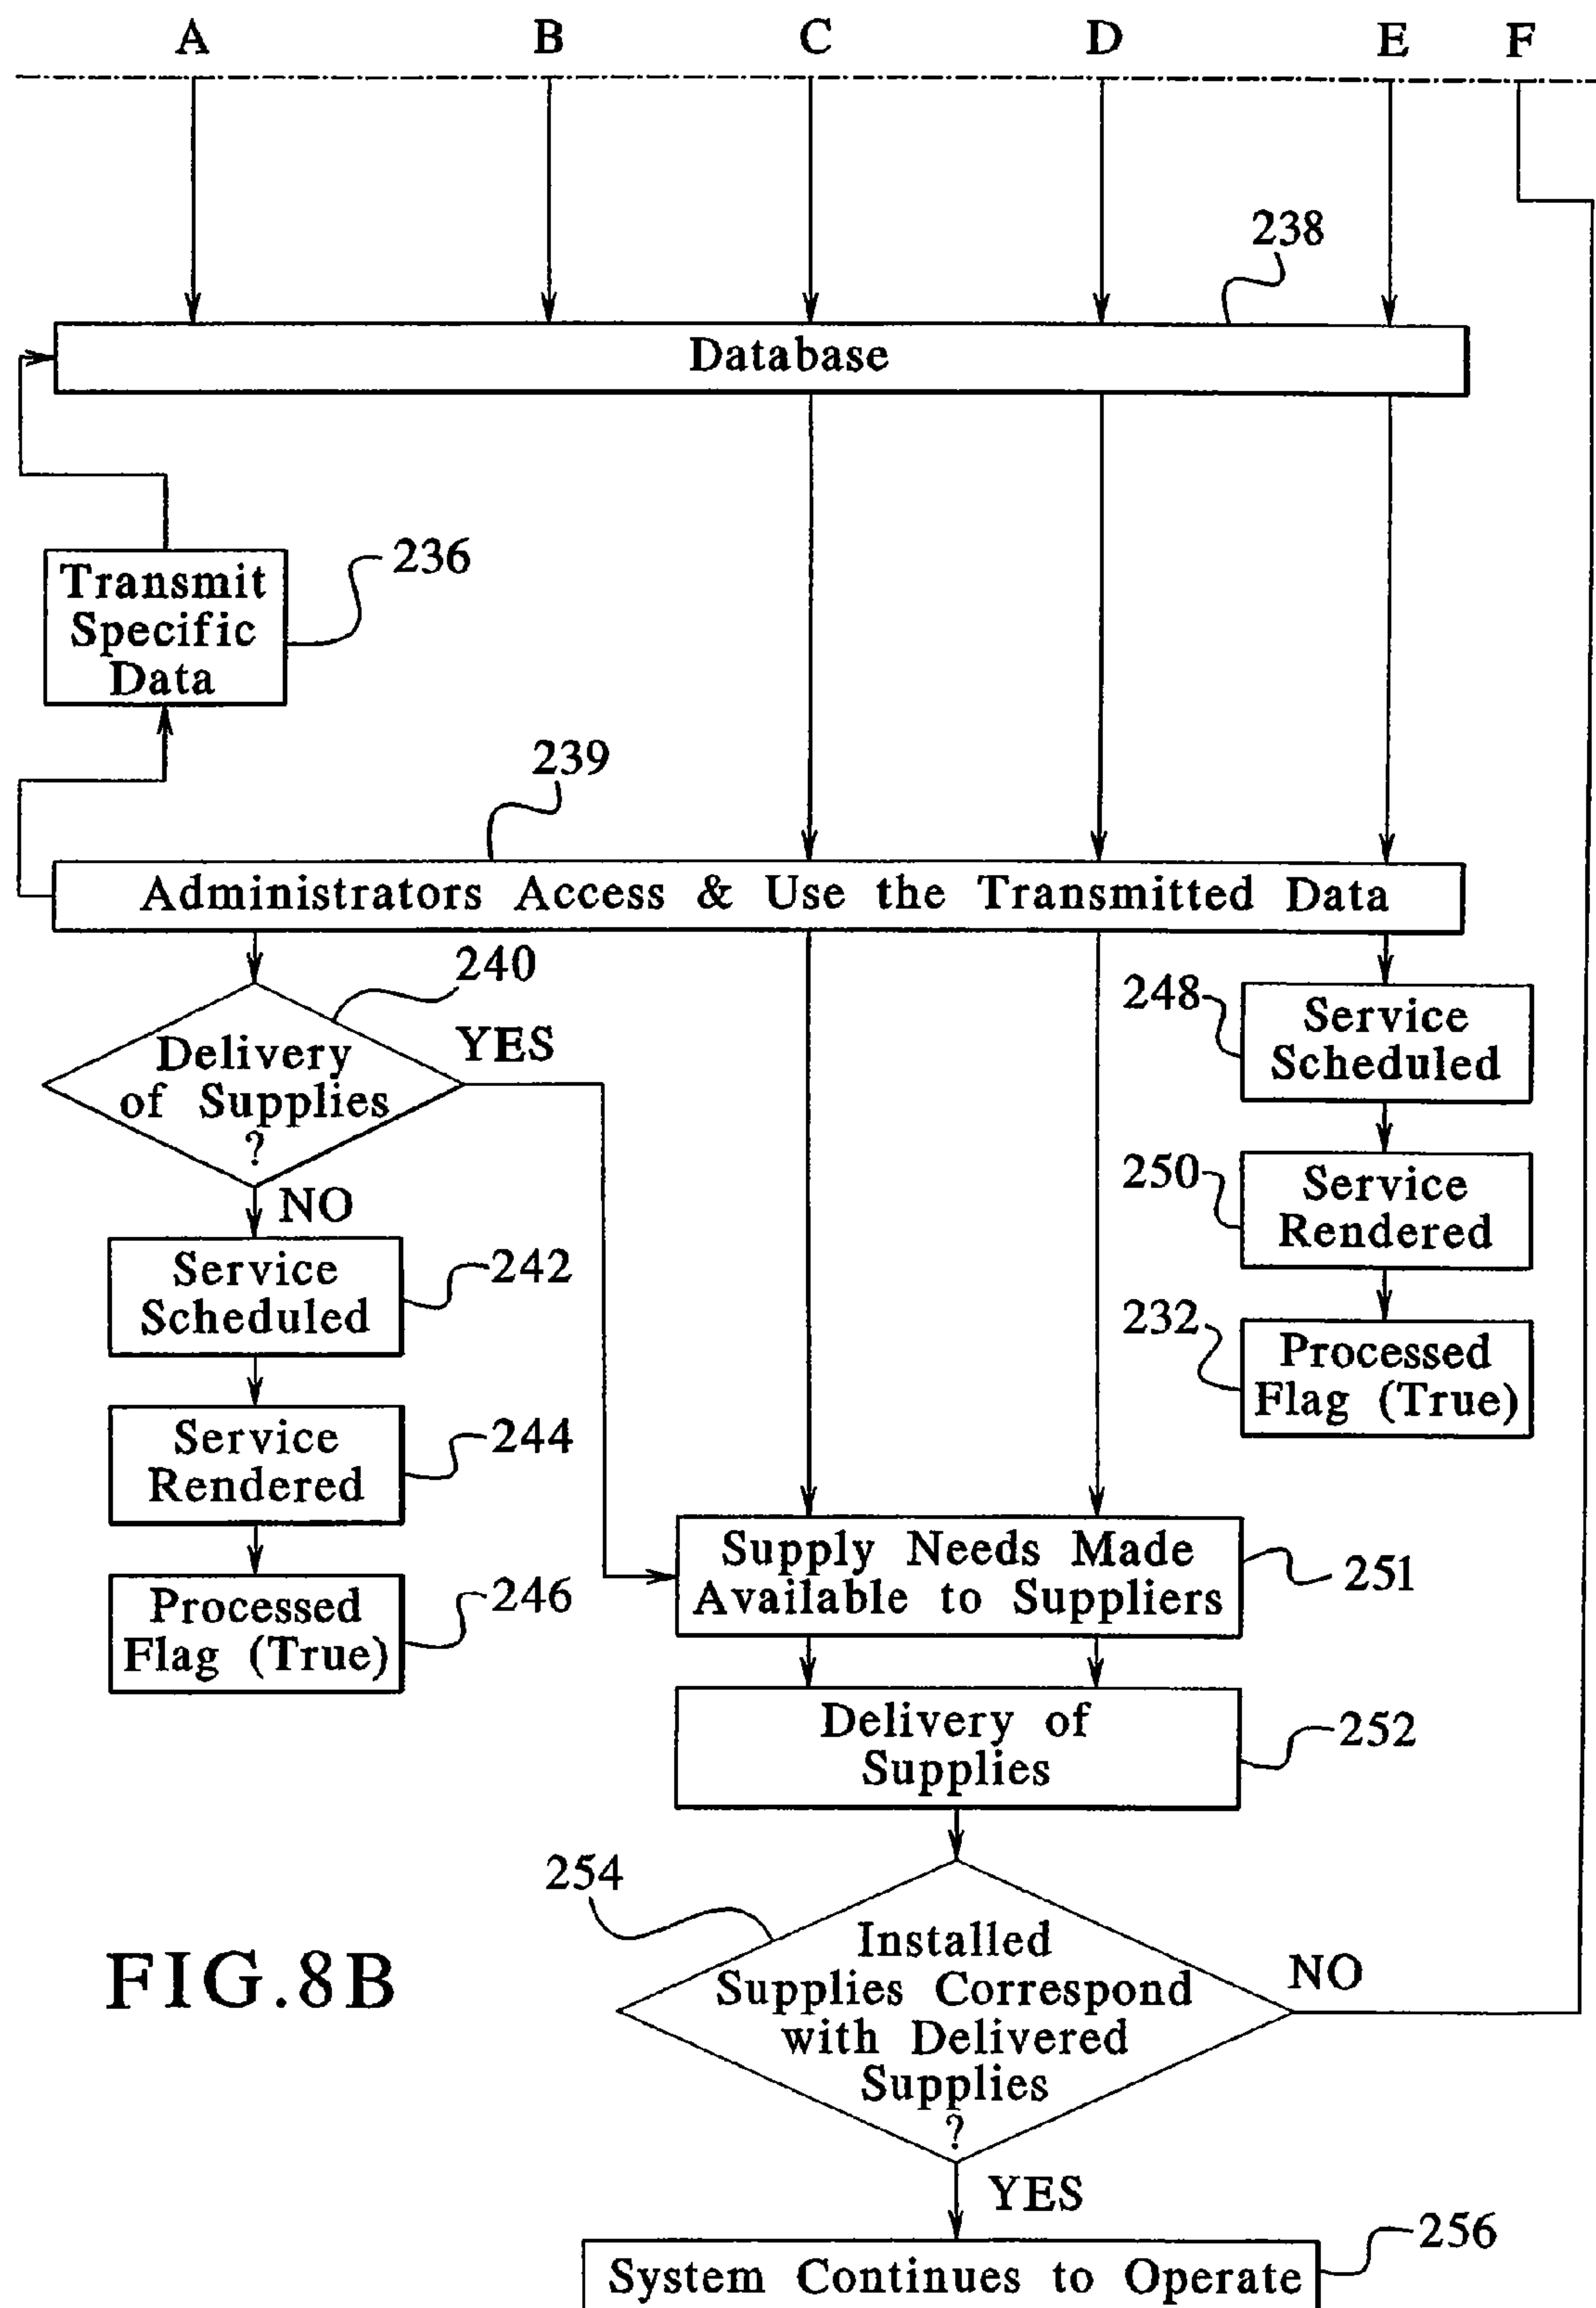 A B C D E F
238
Database
236
Transmit
Specific
Data
239
Administrators Access & Use the Transmitted Data
240
Delivery
of Supplies
?
YES
NO
248
Service
Scheduled
250
Service
Rendered
232
Processed
Flag (True)
Service
Scheduled
242
Service
Rendered
244
Processed
Flag (True)
246
Supply Needs Made
Available to Suppliers
251
Delivery of
Supplies
252
254
Installed
Supplies Correspond
with Delivered
Supplies
?
NO
YES
FIG.8B
256
System Continues to Operate